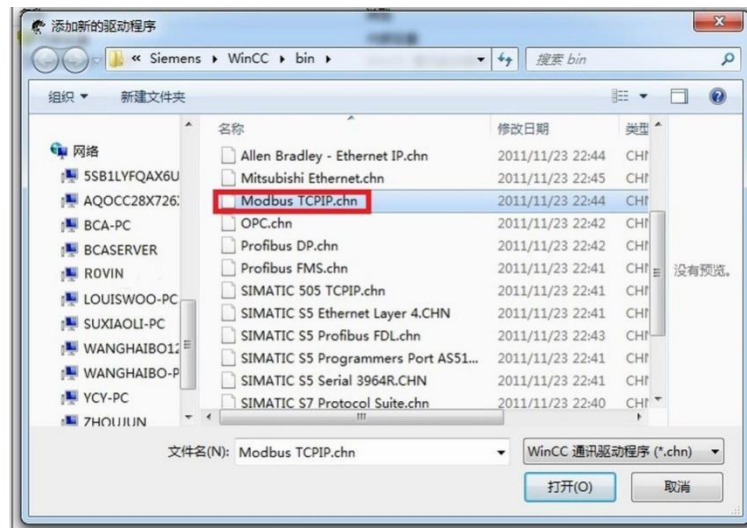 添加新的驱动程序
« Siemens ▸ WinCC ▸ bin ▸
搜索 bin
组织 ▼ 新建文件夹
名称 修改日期 类型
网络
5SB1LYFQAX6U
AQOCC28X726
BCA-PC
BCASERVER
ROVIN
LOUISWOO-PC
SUXIAOLI-PC
WANGHAIBO12
WANGHAIBO-P
YCY-PC
ZHOUJUN
Allen Bradley - Ethernet IP.chn 2011/11/23 22:44 CHN
Mitsubishi Ethernet.chn 2011/11/23 22:45 CHN
Modbus TCPIP.chn 2011/11/23 22:44 CHN
OPC.chn 2011/11/23 22:42 CHN
Profibus DP.chn 2011/11/23 22:42 CHN
Profibus FMS.chn 2011/11/23 22:41 CHN
SIMATIC 505 TCPIP.chn 2011/11/23 22:41 CHN
SIMATIC S5 Ethernet Layer 4.CHN 2011/11/23 22:41 CHN
SIMATIC S5 Profibus FDL.chn 2011/11/23 22:43 CHN
SIMATIC S5 Programmers Port AS51... 2011/11/23 22:41 CHN
SIMATIC S5 Serial 3964R.CHN 2011/11/23 22:41 CHN
SIMATIC S7 Protocol Suite.chn 2011/11/23 22:40 CHN
没有预览。
文件名(N): Modbus TCPIP.chn
WinCC 通讯驱动程序 (*.chn)
打开(O) 取消